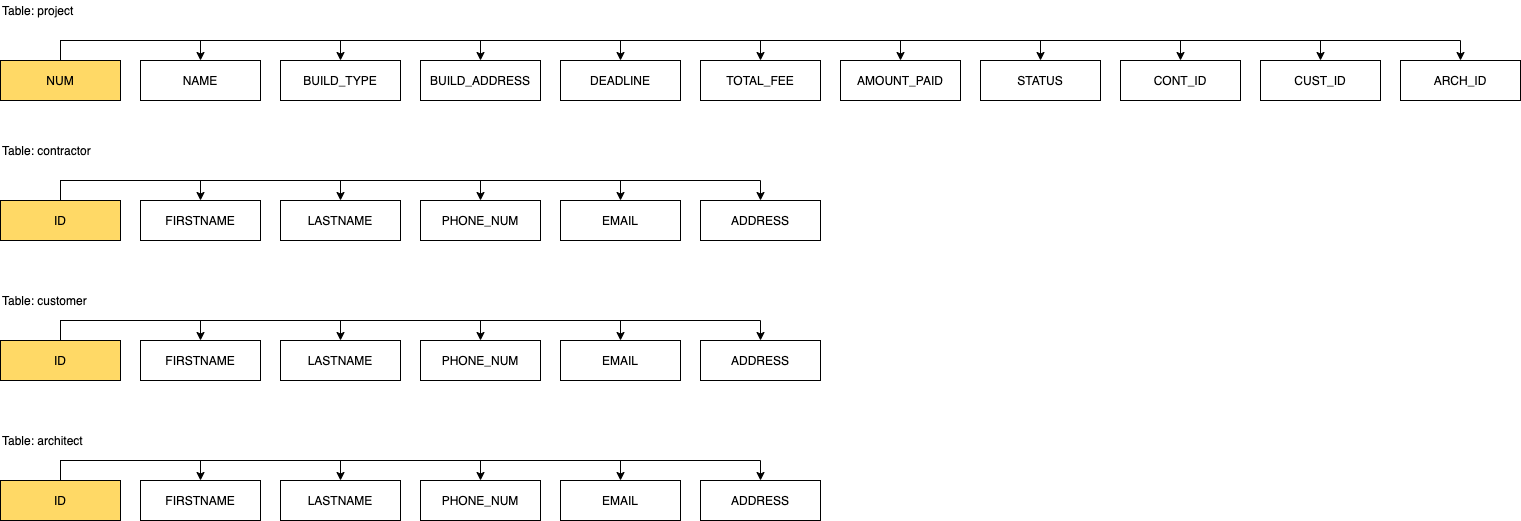 Table: project
NUM NAME BUILD_TYPE BUILD_ADDRESS DEADLINE TOTAL_FEE AMOUNT_PAID STATUS CONT_ID CUST_ID ARCH_ID
Table: contractor
ID FIRSTNAME LASTNAME PHONE_NUM EMAIL ADDRESS
Table: customer
ID FIRSTNAME LASTNAME PHONE_NUM EMAIL ADDRESS
Table: architect
ID FIRSTNAME LASTNAME PHONE_NUM EMAIL ADDRESS